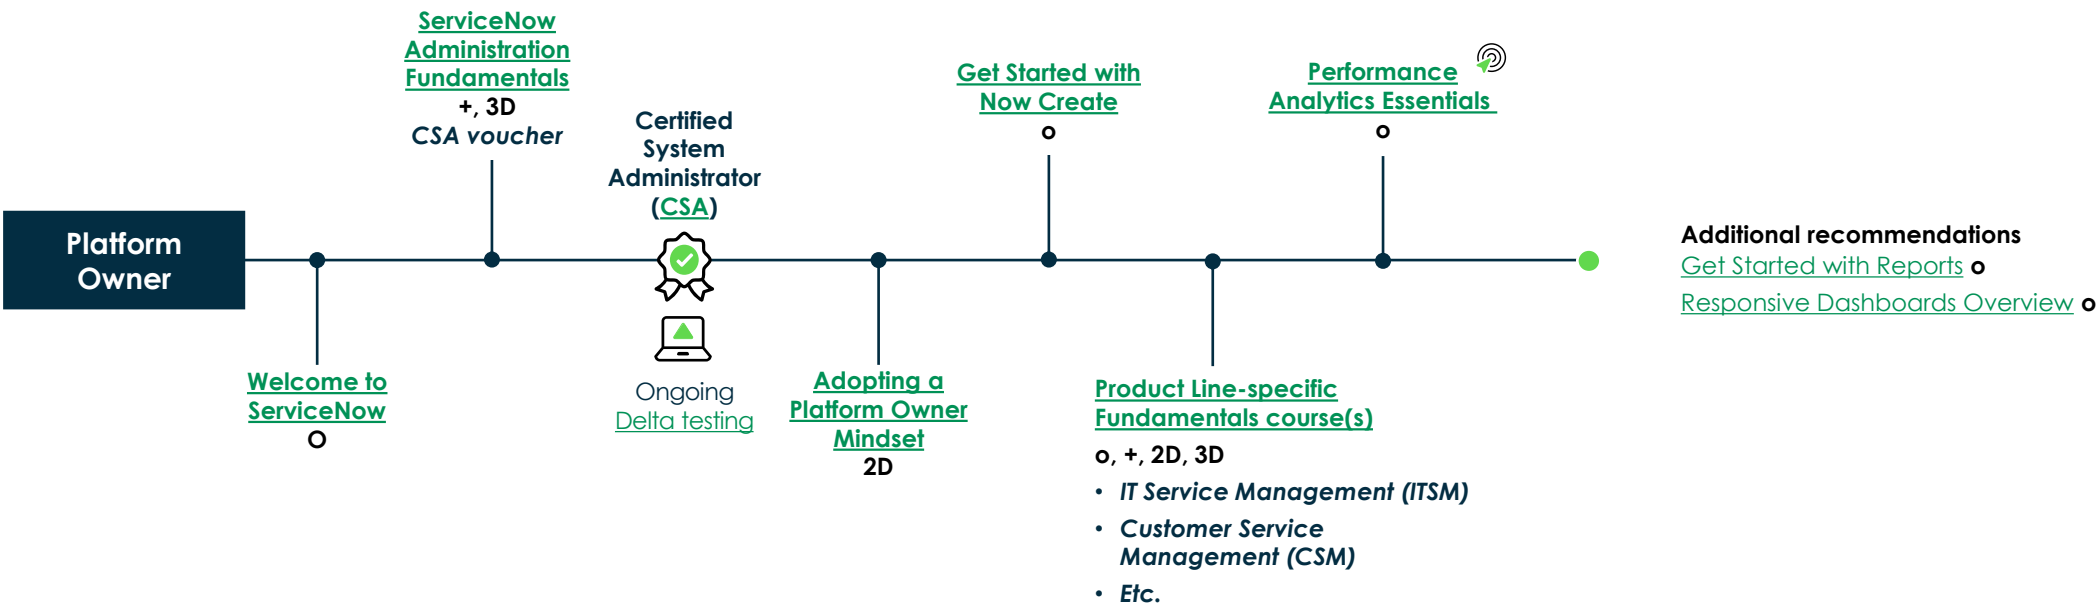 Platform
Owner
Welcome to
ServiceNow
O
ServiceNow
Administration
Fundamentals
+, 3D
CSA voucher
Certified
System
Administrator
(CSA)
Ongoing
Delta testing
Adopting a
Platform Owner
Mindset
2D
Get Started with
Now Create
o
Product Line-specific
Fundamentals course(s)
o, +, 2D, 3D
• IT Service Management (ITSM)
• Customer Service
Management (CSM)
• Etc.
Performance
Analytics Essentials
o
Additional recommendations
Get Started with Reports o
Responsive Dashboards Overview o